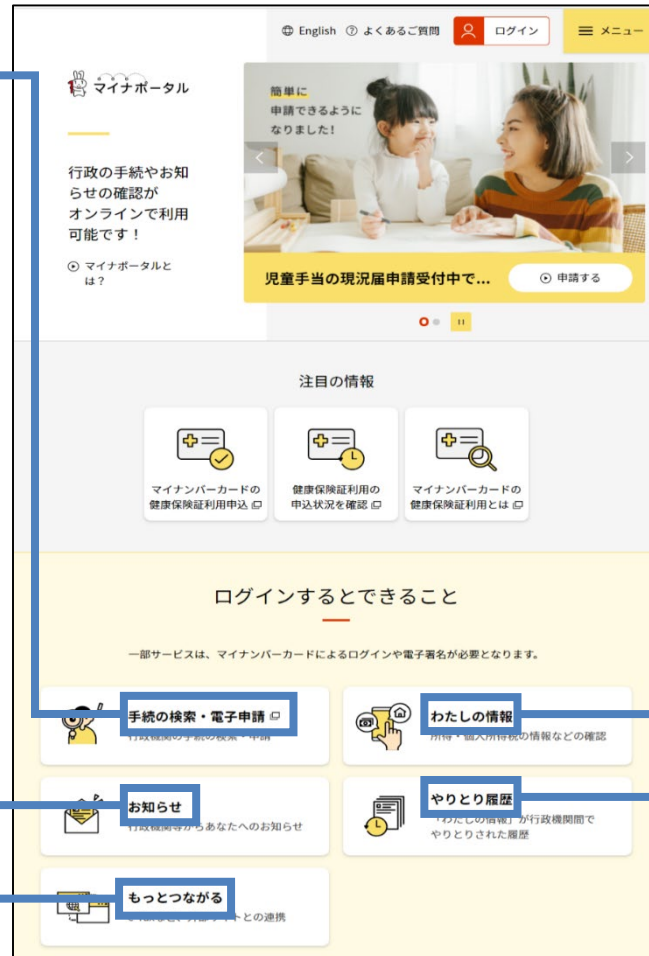 English
よくあるご質問
ログイン
メニュー
マイナポータル
行政の手続やお知
らせの確認が
オンラインで利用
可能です！
マイナポータルと
は？
簡単に
申請できるように
なりました！
児童手当の現況届申請受付中で...
申請する
注目の情報
マイナンバーカードの
健康保険証利用申込
健康保険証利用の
申込状況を確認
マイナンバーカードの
健康保険証利用とは
ログインするとできること
一部サービスは、マイナンバーカードによるログインや電子署名が必要となります。
手続の検索・電子申請
行政機関の手続の検索・申請
わたしの情報
所得・個人所得税の情報などの確認
お知らせ
行政機関等からあなたへのお知らせ
やりとり履歴
「わたしの情報」が行政機関間で
やりとりされた履歴
もっとつながる
サイトとの連携